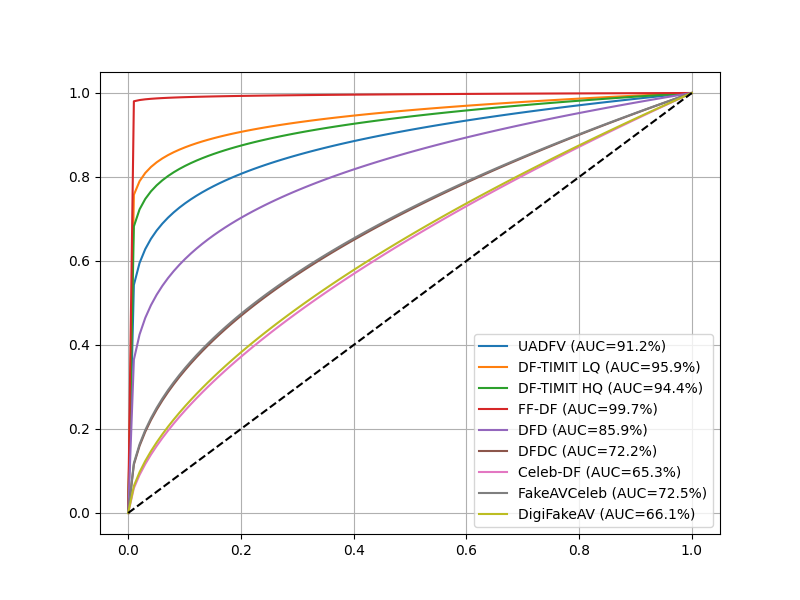 1.0
0.8
0.6
0.4
0.2
0.0
0.0 0.2 0.4 0.6 0.8 1.0
UADFV (AUC=91.2%)
DF-TIMIT LQ (AUC=95.9%)
DF-TIMIT HQ (AUC=94.4%)
FF-DF (AUC=99.7%)
DFD (AUC=85.9%)
DFDC (AUC=72.2%)
Celeb-DF (AUC=65.3%)
FakeAVCeleb (AUC=72.5%)
DigiFakeAV (AUC=66.1%)